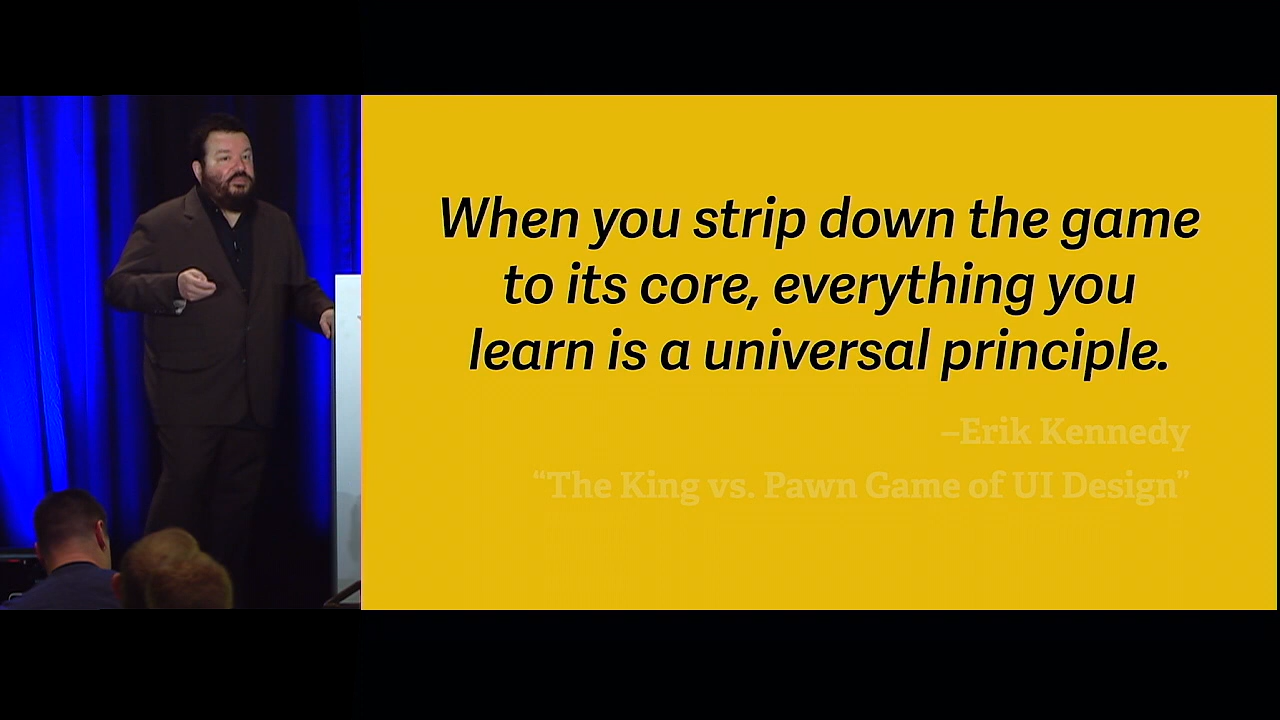 When you strip down the game
to its core, everything you
learn is a universal principle.
–Erik Kennedy
“The King vs. Pawn Game of UI Design”